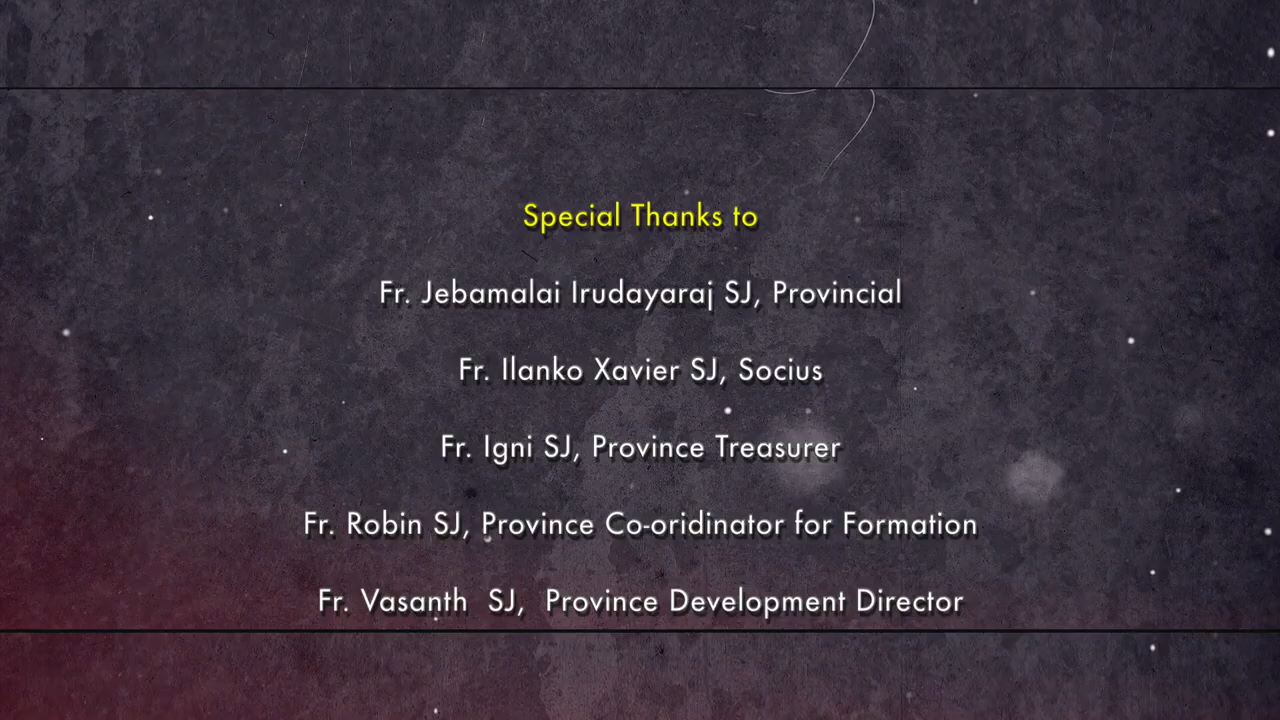 Special Thanks to
Fr. Jebamalai Irudayaraj SJ, Provincial
Fr. Ilanko Xavier SJ, Socius
Fr. Igni SJ, Province Treasurer
Fr. Robin SJ, Province Co-oridinator for Formation
Fr. Vasanth  SJ,  Province Development Director